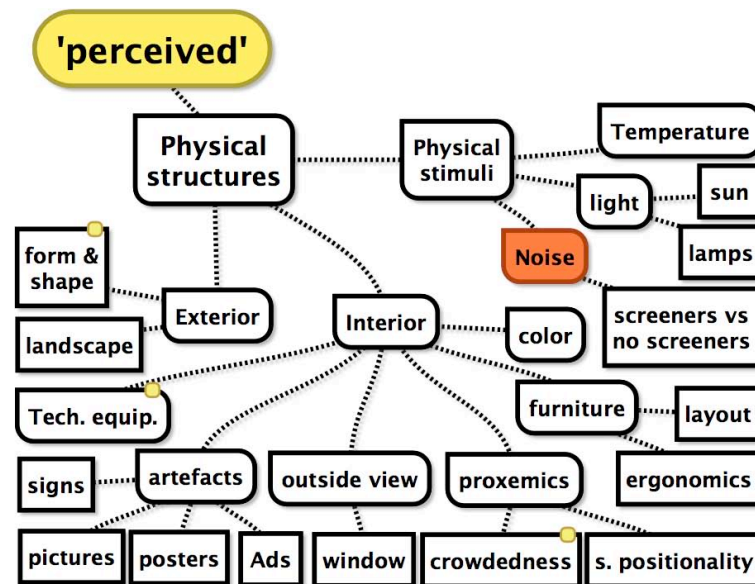 'perceived'
Physical
structures
Physical
stimuli
Temperature
light
sun
lamps
Noise
screeners vs
no screeners
form &
shape
landscape
Exterior
Interior
color
Tech. equip.
furniture
layout
ergonomics
artefacts
signs
pictures
posters
Ads
outside view
window
proxemics
crowdedness
s. positionality